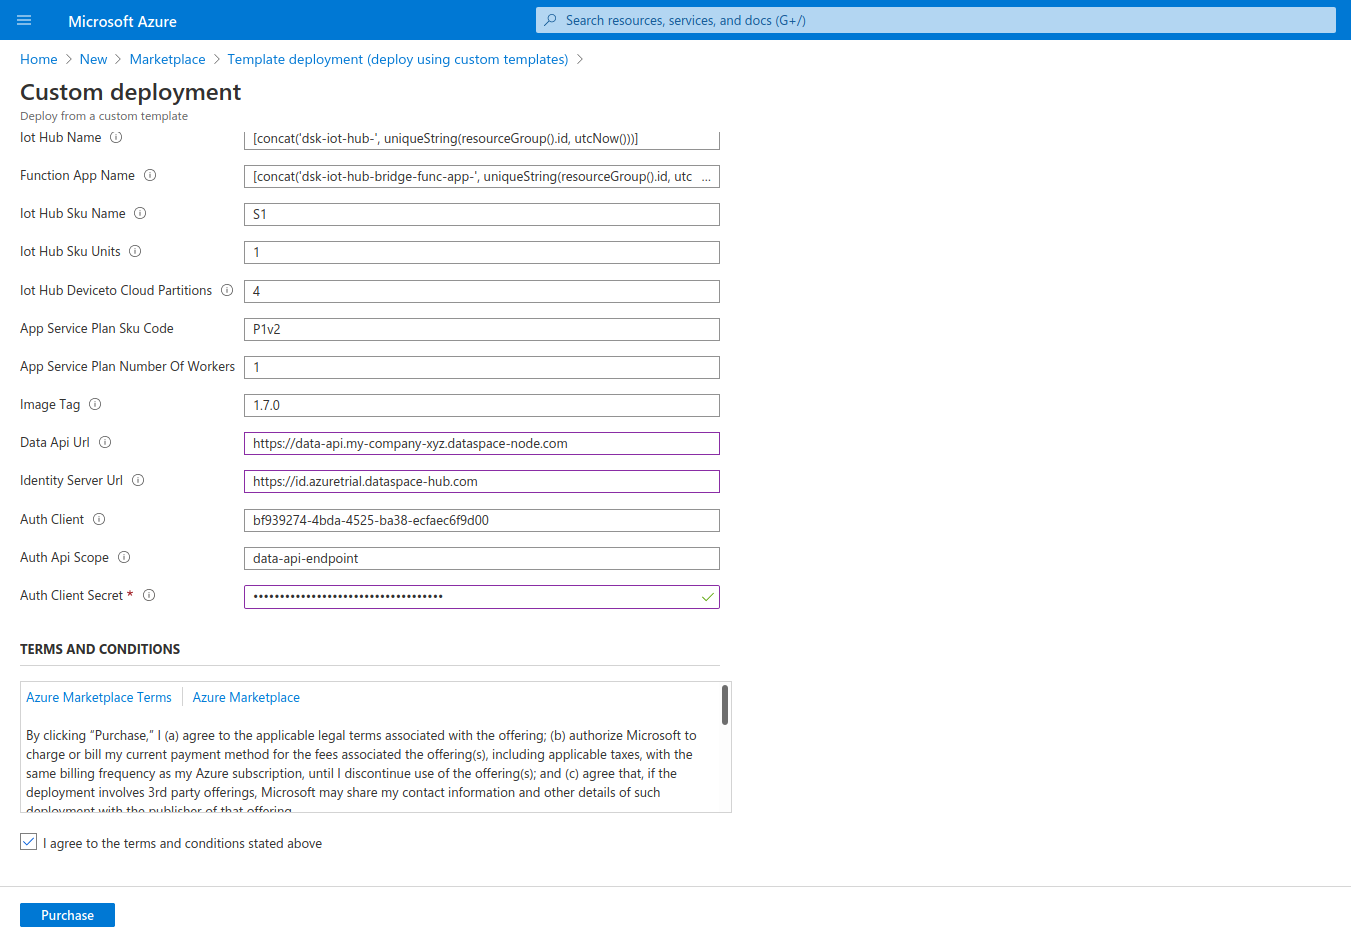 Microsoft Azure
Search resources, services, and docs (G+/)
Home > New > Marketplace > Template deployment (deploy using custom templates) >
Custom deployment
Deploy from a custom template
Iot Hub Name
[concat('dsk-iot-hub-', uniqueString(resourceGroup().id, utcNow()))]
Function App Name
[concat('dsk-iot-hub-bridge-func-app-', uniqueString(resourceGroup().id, utc ...
Iot Hub Sku Name
S1
Iot Hub Sku Units
1
Iot Hub Deviceto Cloud Partitions
4
App Service Plan Sku Code
P1v2
App Service Plan Number Of Workers
1
Image Tag
1.7.0
Data Api Url
https://data-api.my-company-xyz.dataspace-node.com
Identity Server Url
https://id.azuretrial.dataspace-hub.com
Auth Client
bf939274-4bda-4525-ba38-ecfaec6f9d00
Auth Api Scope
data-api-endpoint
Auth Client Secret *
••••••••••••••••••••••••••••••••••••
TERMS AND CONDITIONS
Azure Marketplace Terms | Azure Marketplace
By clicking “Purchase,” I (a) agree to the applicable legal terms associated with the offering; (b) authorize Microsoft to
charge or bill my current payment method for the fees associated the offering(s), including applicable taxes, with the
same billing frequency as my Azure subscription, until I discontinue use of the offering(s); and (c) agree that, if the
deployment involves 3rd party offerings, Microsoft may share my contact information and other details of such
deployment with the publisher of that offering.
I agree to the terms and conditions stated above
Purchase